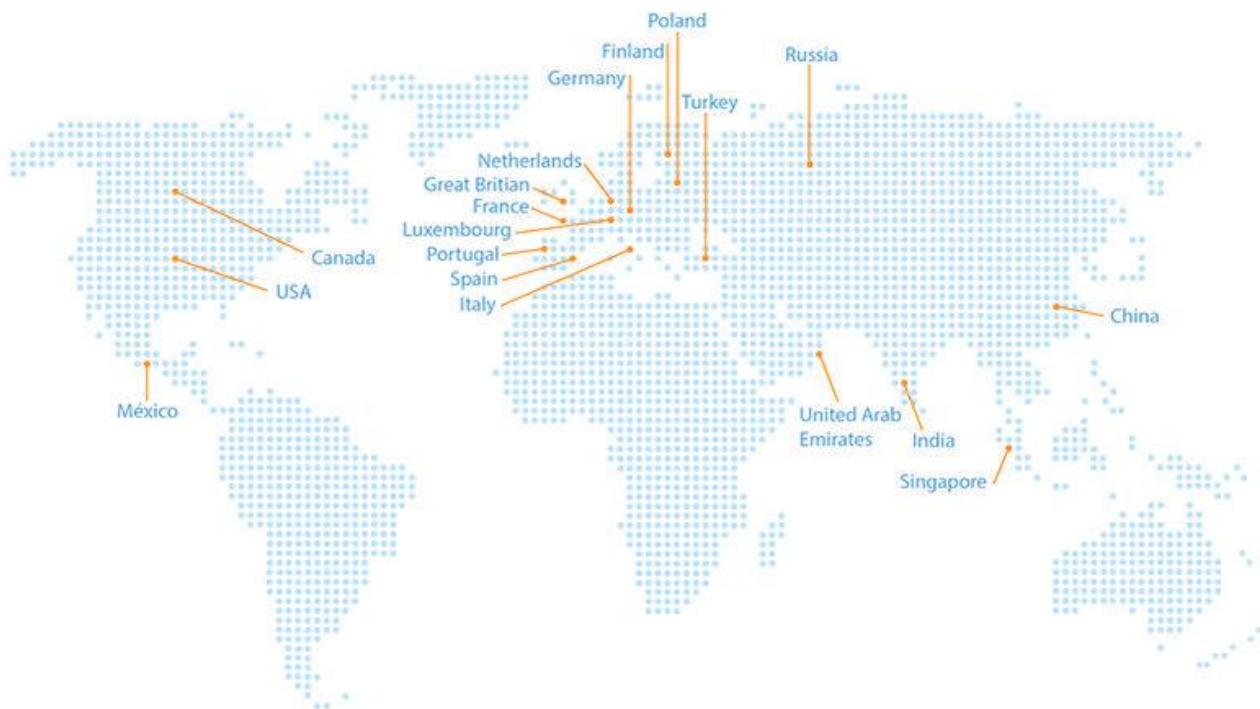 Poland
Finland
Russia
Germany
Turkey
Netherlands
Great Britian
France
Luxembourg
Portugal
Canada
Spain
USA
Italy
China
México
United Arab
Emirates
India
Singapore